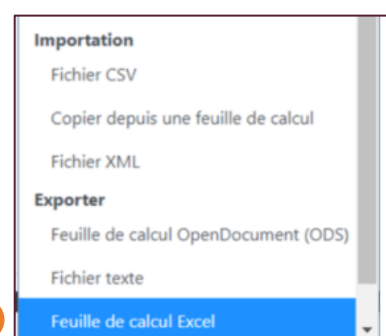 Importation
Fichier CSV
Copier depuis une feuille de calcul
Fichier XML
Exporter
Feuille de calcul OpenDocument (ODS)
Fichier texte
Feuille de calcul Excel